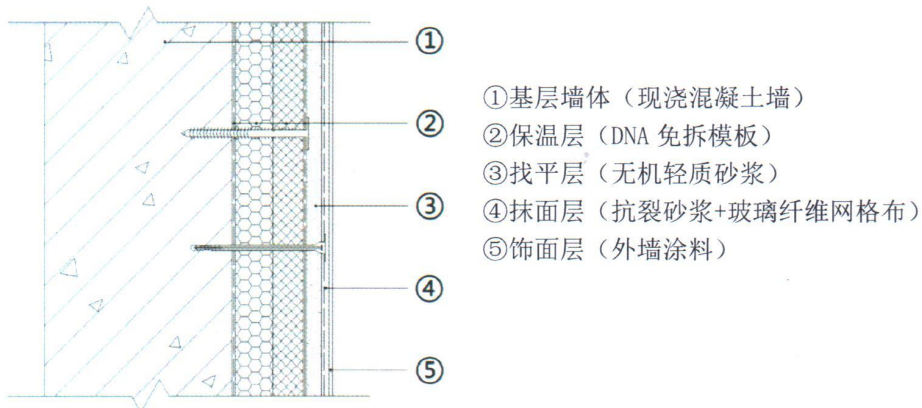 ①
②
③
④
⑤
①基层墙体（现浇混凝土墙）
②保温层（DNA 免拆模板）
③找平层（无机轻质砂浆）
④抹面层（抗裂砂浆+玻璃纤维网格布）
⑤饰面层（外墙涂料）